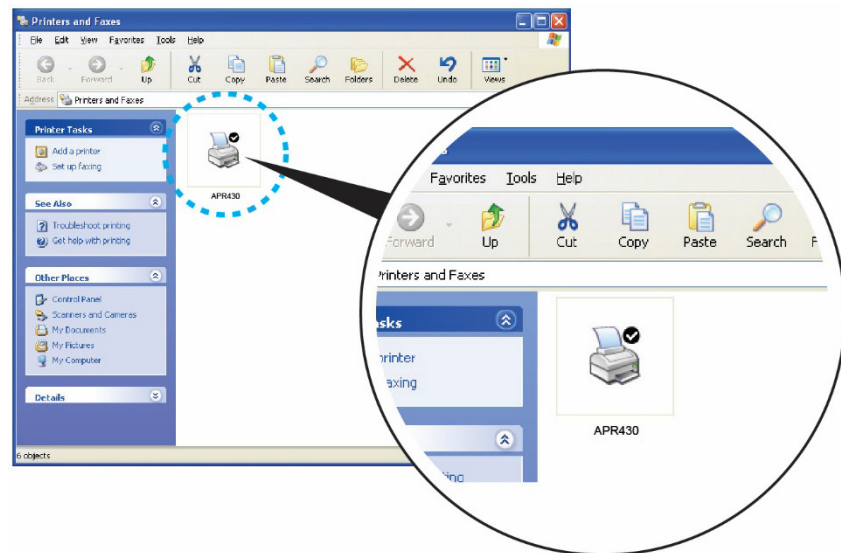 Printers and Faxes
File Edit View Favorites Tools Help
Back Forward Up Cut Copy Paste Search Folders Delete Undo Views
Address Printers and Faxes
Printer Tasks
Add a printer
Set up faxing
See Also
Troubleshoot printing
Get help with printing
Other Places
Control Panel
Scanners and Cameras
My Documents
My Pictures
My Computer
Details
6 objects
APR430
s
Favorites Tools Help
Forward Up Cut Copy Paste Search F
Printers and Faxes
sks
printer
axing
ting
APR430